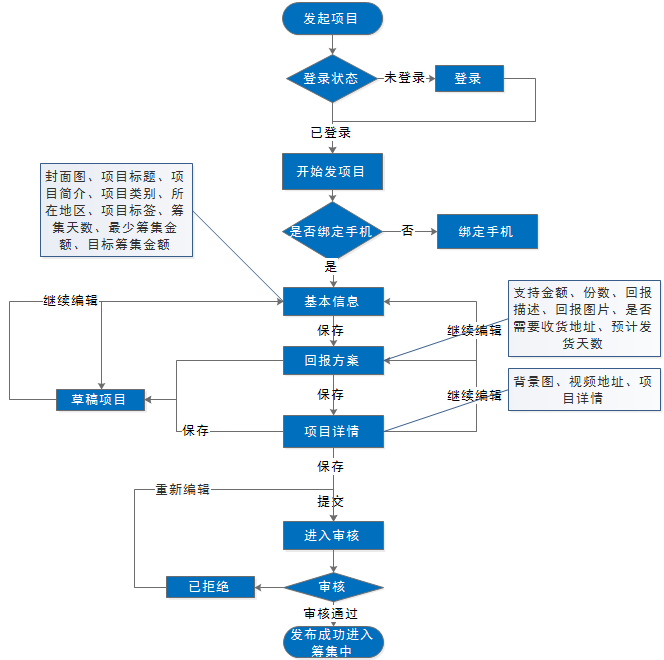 发起项目
登录状态
未登录
登录
已登录
开始发项目
封面图、项目标题、项
目简介、项目类别、所
在地区、项目标签、筹
集天数、最少筹集金
额、目标筹集金额
是否绑定手机
否
绑定手机
是
继续编辑
基本信息
支持金额、份数、回报
描述、回报图片、是否
需要收货地址、预计发
货天数
保存
继续编辑
回报方案
背景图、视频地址、项
目详情
草稿项目
保存
继续编辑
保存
项目详情
保存
重新编辑
提交
进入审核
已拒绝
审核
审核通过
发布成功进入
筹集中